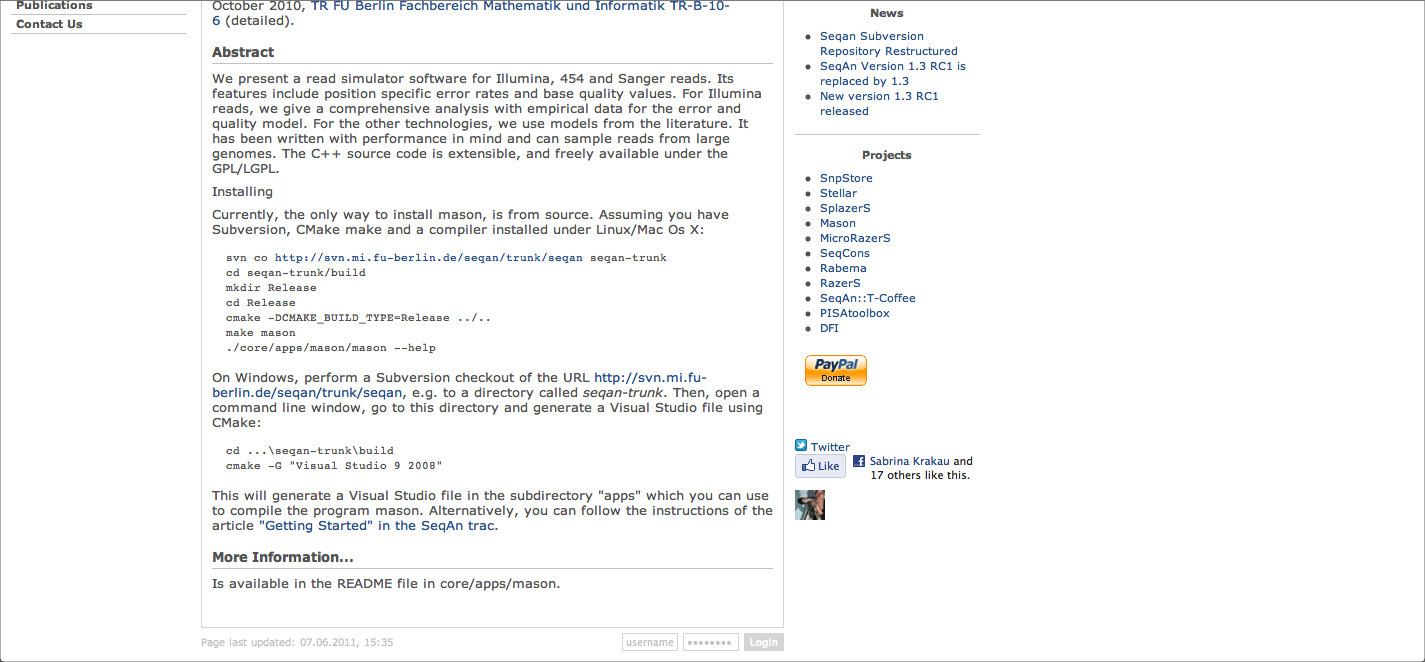 Publications
Contact Us
October 2010, TR FU Berlin Fachbereich Mathematik und Informatik TR-B-10-
6 (detailed).
Abstract
We present a read simulator software for Illumina, 454 and Sanger reads. Its
features include position specific error rates and base quality values. For Illumina
reads, we give a comprehensive analysis with empirical data for the error and
quality model. For the other technologies, we use models from the literature. It
has been written with performance in mind and can sample reads from large
genomes. The C++ source code is extensible, and freely available under the
GPL/LGPL.
Installing
Currently, the only way to install mason, is from source. Assuming you have
Subversion, CMake make and a compiler installed under Linux/Mac Os X:
svn co http://svn.mi.fu-berlin.de/seqan/trunk/seqan seqan-trunk
cd seqan-trunk/build
mkdir Release
cd Release
cmake -DCMAKE_BUILD_TYPE=Release ../..
make mason
./core/apps/mason/mason --help
On Windows, perform a Subversion checkout of the URL http://svn.mi.fu-
berlin.de/seqan/trunk/seqan, e.g. to a directory called seqan-trunk. Then, open a
command line window, go to this directory and generate a Visual Studio file using
CMake:
cd ...\seqan-trunk\build
cmake -G "Visual Studio 9 2008"
This will generate a Visual Studio file in the subdirectory "apps" which you can use
to compile the program mason. Alternatively, you can follow the instructions of the
article "Getting Started" in the SeqAn trac.
More Information...
Is available in the README file in core/apps/mason.
Page last updated: 07.06.2011, 15:35
username
••••••••
Login
News
Seqan Subversion
Repository Restructured
SeqAn Version 1.3 RC1 is
replaced by 1.3
New version 1.3 RC1
released
Projects
SnpStore
Stellar
SplazerS
Mason
MicroRazerS
SeqCons
Rabema
RazerS
SeqAn::T-Coffee
PISAtoolbox
DFI
PayPal
Donate
Twitter
Like
Sabrina Krakau and
17 others like this.